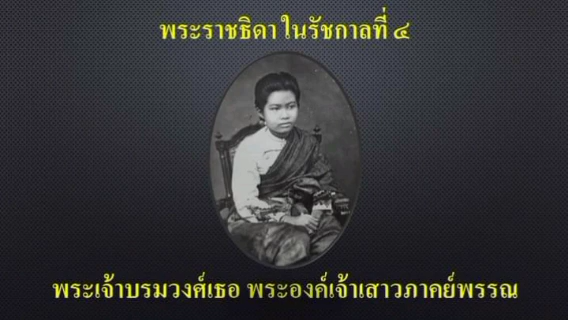 พระราชธิดา ในรัชกาลที่ ๔
พระเจ้าบรมวงศ์เธอ พระองค์เจ้าเสาวภาคย์พรรณ